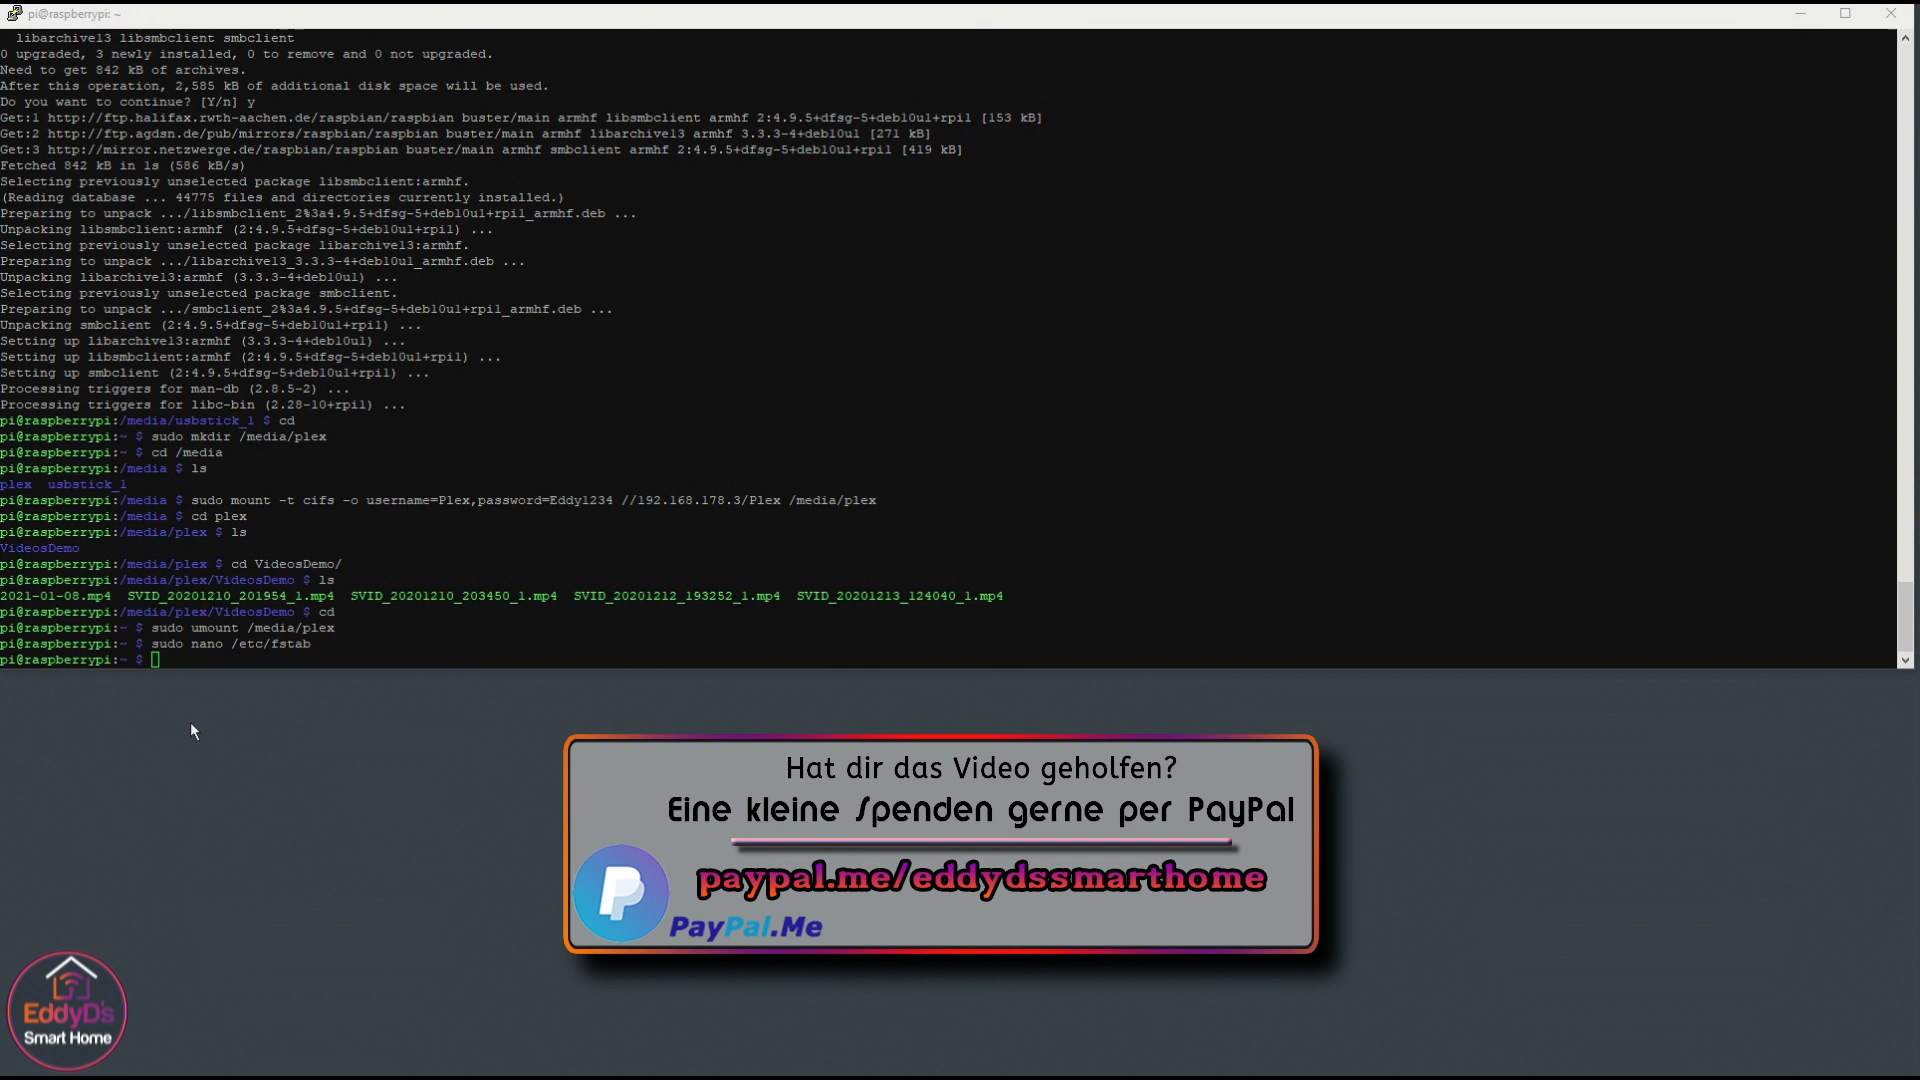 pi@raspberrypi: ~
libarchive13 libsmbclient smbclient
0 upgraded, 3 newly installed, 0 to remove and 0 not upgraded.
Need to get 842 kB of archives.
After this operation, 2,585 kB of additional disk space will be used.
Do you want to continue? [Y/n] y
Get:1 http://ftp.halifax.rwth-aachen.de/raspbian/raspbian buster/main armhf libsmbclient armhf 2:4.9.5+dfsg-5+deb10u1+rpi1 [153 kB]
Get:2 http://ftp.agdsn.de/pub/mirrors/raspbian/raspbian buster/main armhf libarchive13 armhf 3.3.3-4+deb10u1 [271 kB]
Get:3 http://mirror.netzwerge.de/raspbian/raspbian buster/main armhf smbclient armhf 2:4.9.5+dfsg-5+deb10u1+rpi1 [419 kB]
Fetched 842 kB in 1s (586 kB/s)
Selecting previously unselected package libsmbclient:armhf.
(Reading database ... 44775 files and directories currently installed.)
Preparing to unpack .../libsmbclient_2%3a4.9.5+dfsg-5+deb10u1+rpi1_armhf.deb ...
Unpacking libsmbclient:armhf (2:4.9.5+dfsg-5+deb10u1+rpi1) ...
Selecting previously unselected package libarchive13:armhf.
Preparing to unpack .../libarchive13_3.3.3-4+deb10u1_armhf.deb ...
Unpacking libarchive13:armhf (3.3.3-4+deb10u1) ...
Selecting previously unselected package smbclient.
Preparing to unpack .../smbclient_2%3a4.9.5+dfsg-5+deb10u1+rpi1_armhf.deb ...
Unpacking smbclient (2:4.9.5+dfsg-5+deb10u1+rpi1) ...
Setting up libarchive13:armhf (3.3.3-4+deb10u1) ...
Setting up libsmbclient:armhf (2:4.9.5+dfsg-5+deb10u1+rpi1) ...
Setting up smbclient (2:4.9.5+dfsg-5+deb10u1+rpi1) ...
Processing triggers for man-db (2.8.5-2) ...
Processing triggers for libc-bin (2.28-10+rpi1) ...
pi@raspberrypi:/media/usbstick_1 $ cd
pi@raspberrypi:~ $ sudo mkdir /media/plex
pi@raspberrypi:~ $ cd /media
pi@raspberrypi:/media $ ls
plex  usbstick_1
pi@raspberrypi:/media $ sudo mount -t cifs -o username=Plex,password=Eddy1234 //192.168.178.3/Plex /media/plex
pi@raspberrypi:/media $ cd plex
pi@raspberrypi:/media/plex $ ls
VideosDemo
pi@raspberrypi:/media/plex $ cd VideosDemo/
pi@raspberrypi:/media/plex/VideosDemo $ ls
2021-01-08.mp4  SVID_20201210_201954_1.mp4  SVID_20201210_203450_1.mp4  SVID_20201212_193252_1.mp4  SVID_20201213_124040_1.mp4
pi@raspberrypi:/media/plex/VideosDemo $ cd
pi@raspberrypi:~ $ sudo umount /media/plex
pi@raspberrypi:~ $ sudo nano /etc/fstab
pi@raspberrypi:~ $
Hat dir das Video geholfen?
Eine kleine Spenden gerne per PayPal
paypal.me/eddydssmarthome
PayPal.Me
EddyD's
Smart Home